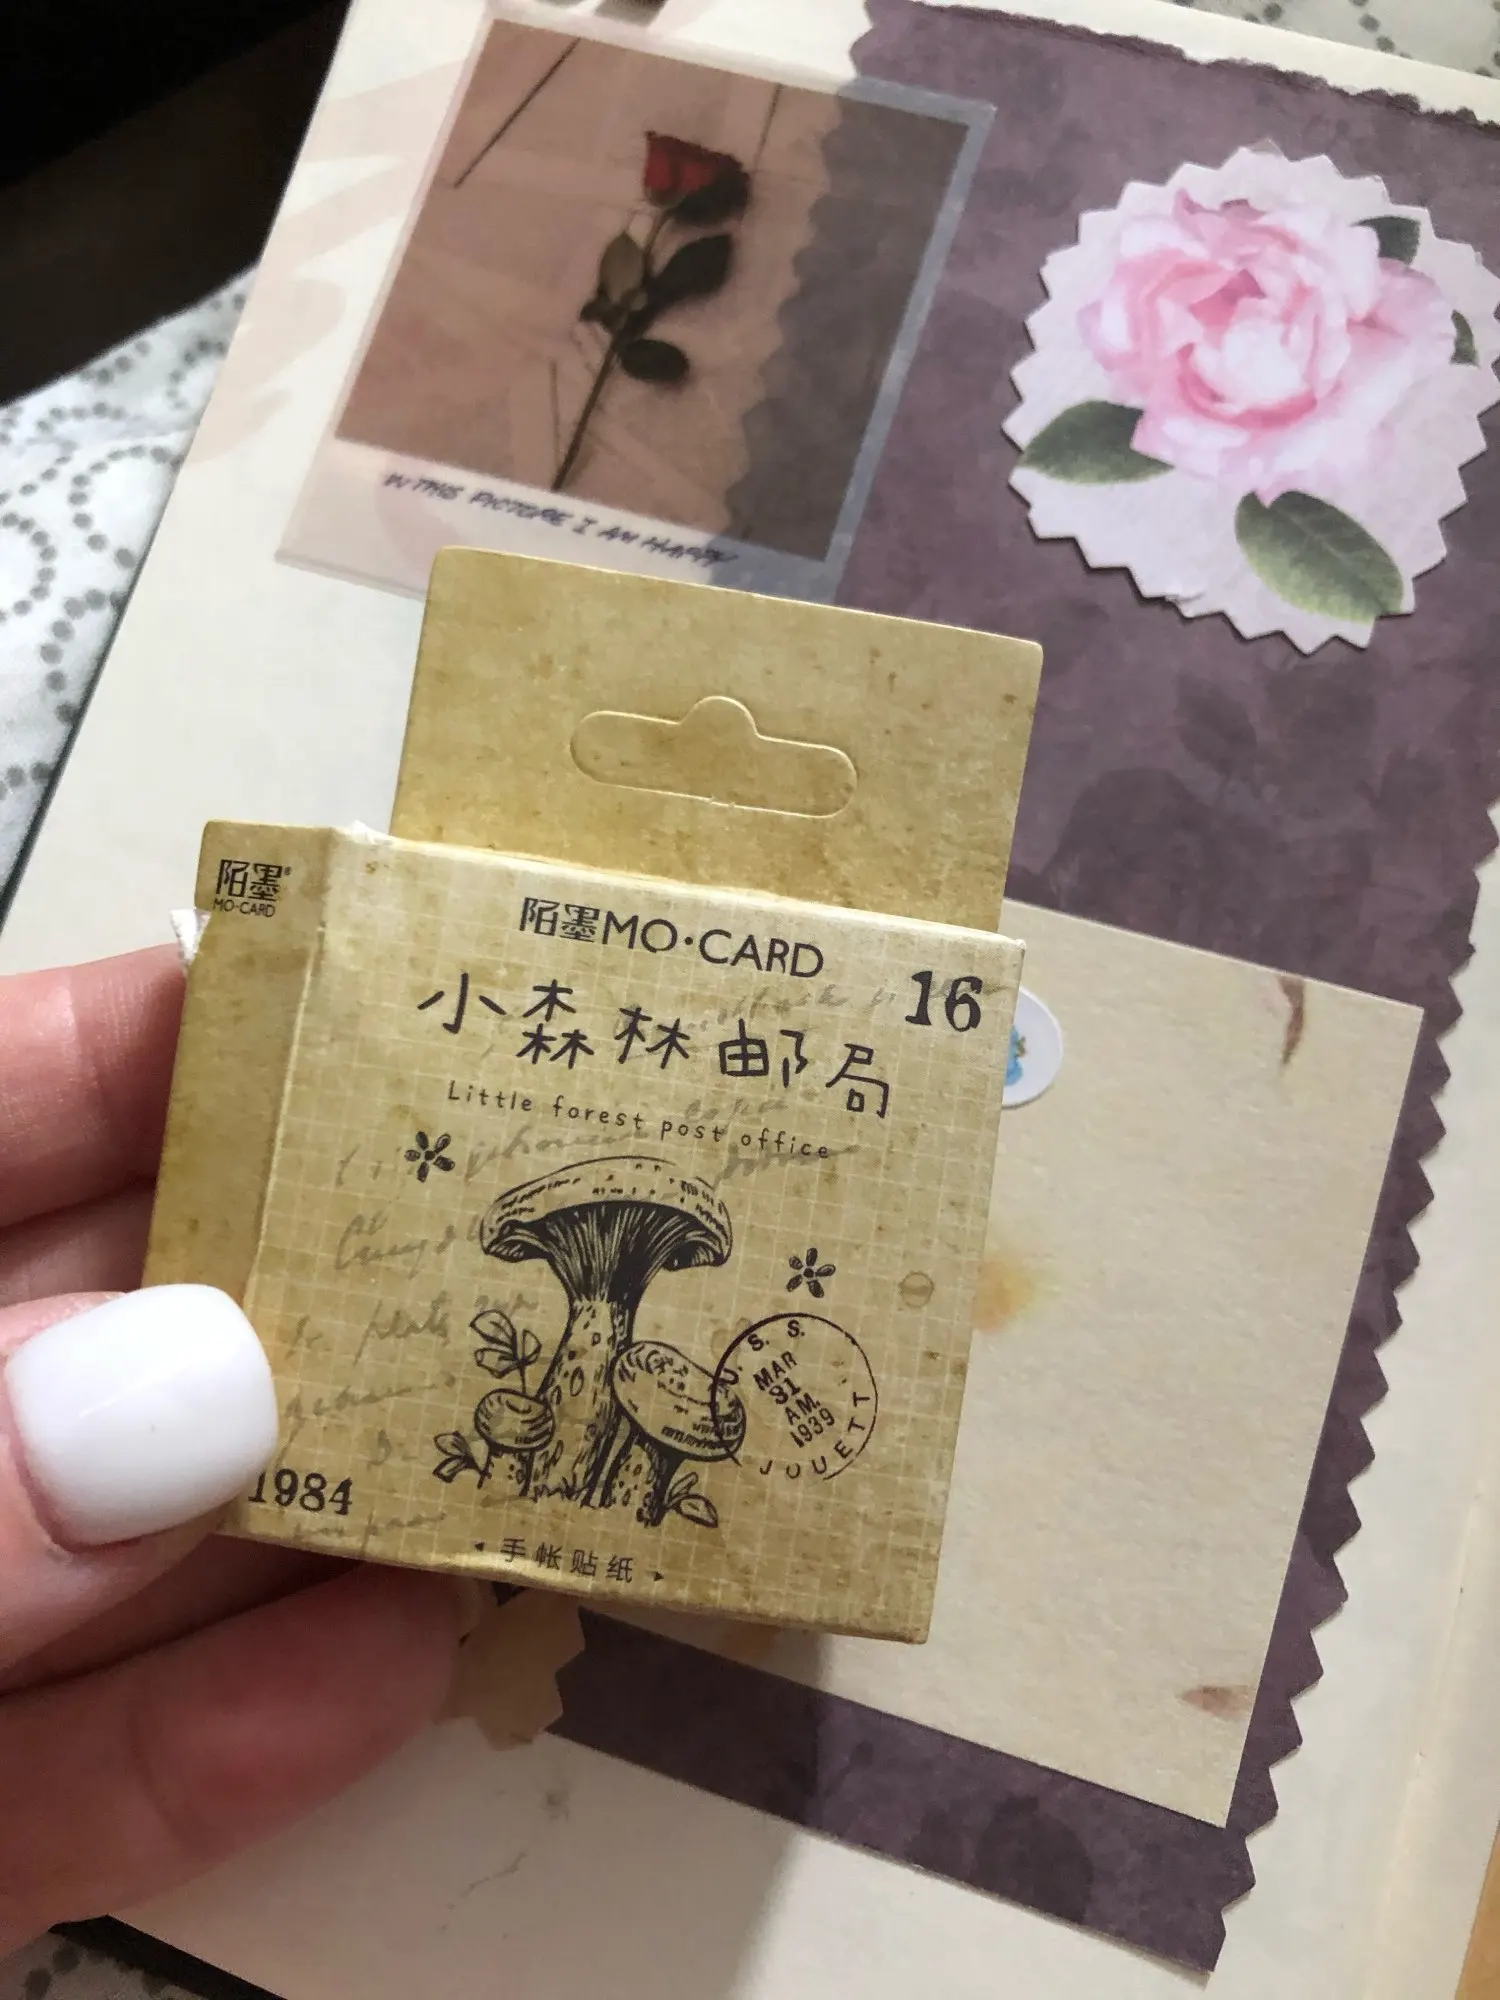 IN THIS PICTURE I AM HAPPY
陌墨®
MO·CARD
陌墨MO·CARD
16
小森林邮局
Little forest post office
U. S. S.
MAR
31
AM.
1939
JOUETT
1984
手帐贴纸